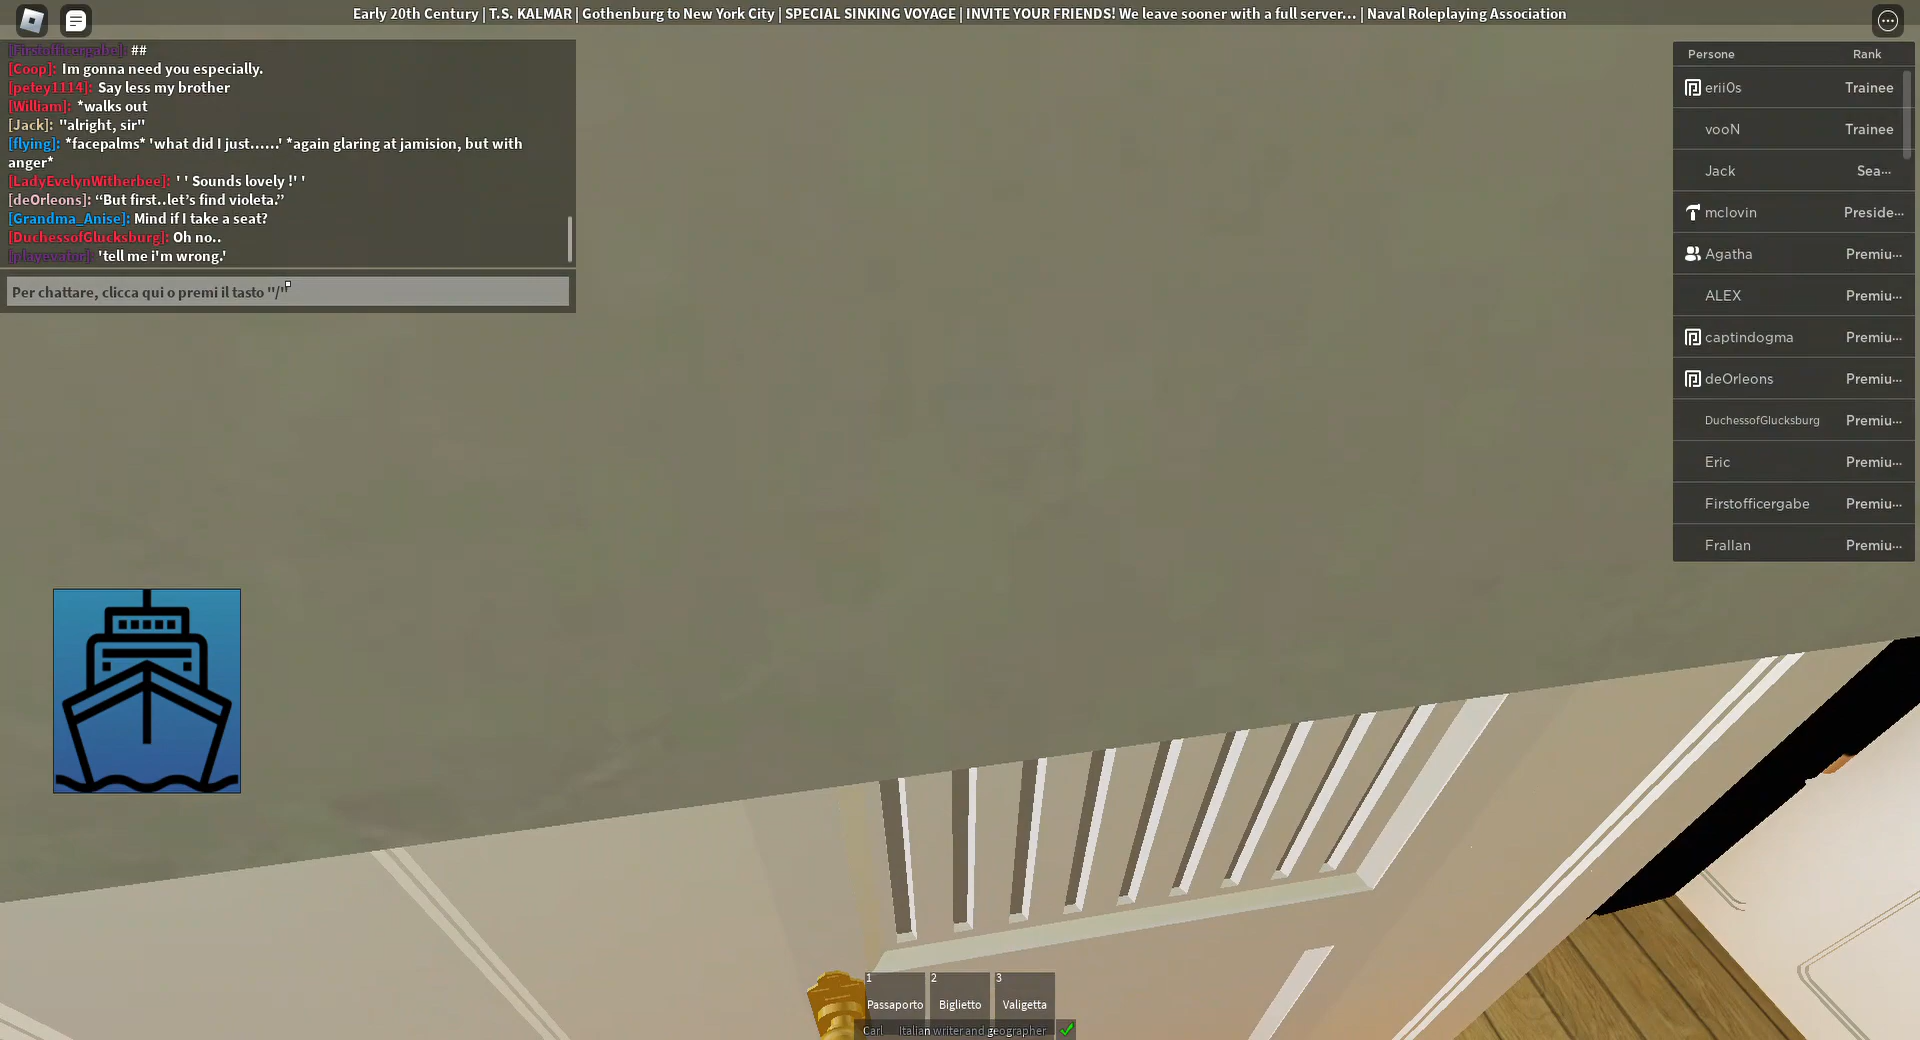 Early 20th Century | T.S. KALMAR | Gothenburg to New York City | SPECIAL SINKING VOYAGE | INVITE YOUR FRIENDS! We leave sooner with a full server... | Naval Roleplaying Association
[Firstofficergabe]: ##
[Coop]: Im gonna need you especially.
[petey1114]: Say less my brother
[William]: *walks out
[Jack]: "alright, sir"
[flying]: *facepalms* 'what did I just......' *again glaring at jamision, but with
anger*
[LadyEvelynWitherbee]: ' ' Sounds lovely !' '
[deOrleons]: “But first..let’s find violeta.”
[Grandma_Anise]: Mind if I take a seat?
[DuchessofGlucksburg]: Oh no..
[playevator]: 'tell me i'm wrong.'
Per chattare, clicca qui o premi il tasto "/"
Persone Rank
erii0s Trainee
vooN Trainee
Jack Sea...
mclovin Preside...
Agatha Premiu...
ALEX Premiu...
captindogma Premiu...
deOrleons Premiu...
DuchessofGlucksburg Premiu...
Eric Premiu...
Firstofficergabe Premiu...
Frallan Premiu...
1 2 3
Passaporto Biglietto Valigetta
Carl Italian writer and geographer